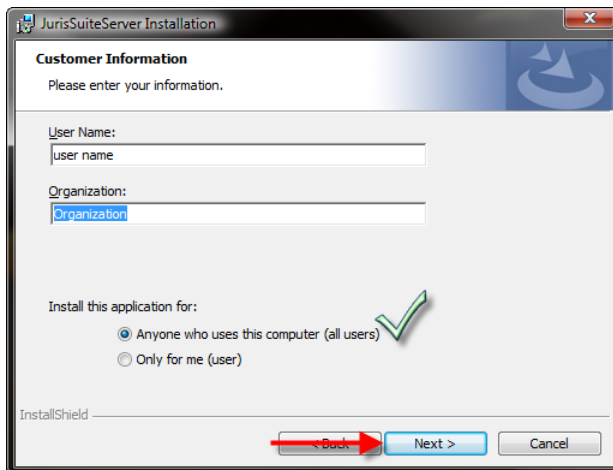 JurisSuiteServer Installation
Customer Information
Please enter your information.
User Name:
user name
Organization:
Organization
Install this application for:
Anyone who uses this computer (all users)
Only for me (user)
InstallShield
< Back
Next >
Cancel